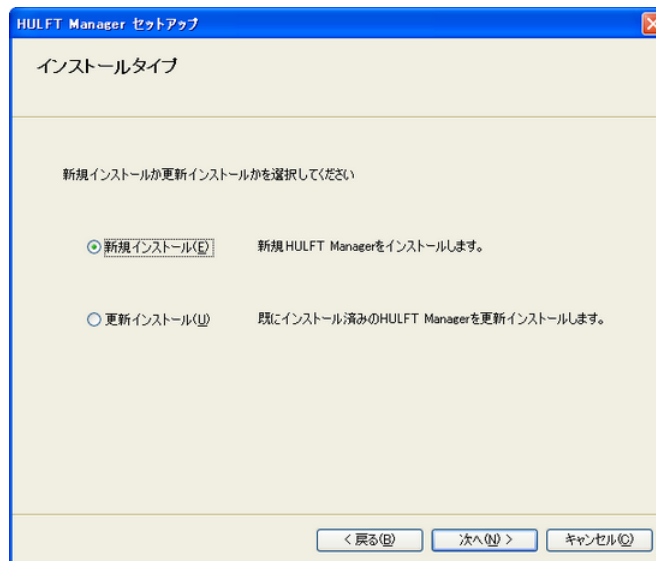 HULFT Manager セットアップ
インストールタイプ
新規インストールか更新インストールかを選択してください
新規インストール(E) 新規HULFT Managerをインストールします。
更新インストール(U) 既にインストール済みのHULFT Managerを更新インストールします。
< 戻る(B) 次へ(N) > キャンセル(C)